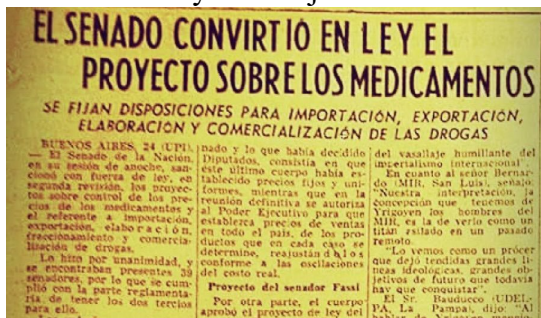 EL SENADO CONVIRTIÓ EN LEY EL
PROYECTO SOBRE LOS MEDICAMENTOS
SE FIJAN DISPOSICIONES PARA IMPORTACIÓN, EXPORTACIÓN,
ELABORACIÓN Y COMERCIALIZACIÓN DE LAS DROGAS
BUENOS AIRES, 24 (UPI).
— El Senado de la Nación,
en su sesión de anoche, san-
cionó con fuerza de ley y en
segunda revisión, los proyec-
tos sobre control de los pre-
cios de los medicamentos y
el referente a importación,
exportación, elaboración,
fraccionamiento y comercia-
lización de drogas.
Lo hizo por unanimidad, y
se encontraban presentes 39
senadores, por lo que se cum-
plió con la parte reglamenta-
ria de tener los dos tercios
para ello.
nado y lo que había decidido
Diputados, consistía en que
éste último cuerpo había es-
tablecido precios fijos y uni-
formes, mientras que en la
reunión definitiva se autoriza
al Poder Ejecutivo para que
establezca precios de ventas
en todo el país, de los pro-
ductos que en cada caso se
determine, reajustándolos
conforme a las oscilaciones
del costo real.
Proyecto del senador Fassi
Por otra parte, el cuerpo
aprobó el proyecto de ley del
del vasallaje humillante del
imperialismo internacional".
En cuanto al señor Bernar-
do (MIR, San Luis), señaló:
"Nuestra interpretación, la
concepción que tenemos de
Yrigoyen los hombres del
MIR, es la de verlo como un
titán exilado en un pasado
remoto.
"Lo vemos como un prócer
que dejó tendidas grandes lí-
neas ideológicas, grandes ob-
jetivos de futuro que todavía
hay que conquistar".
El Sr. Bauducco (UDEL-
PA, La Pampa), dijo: "Al